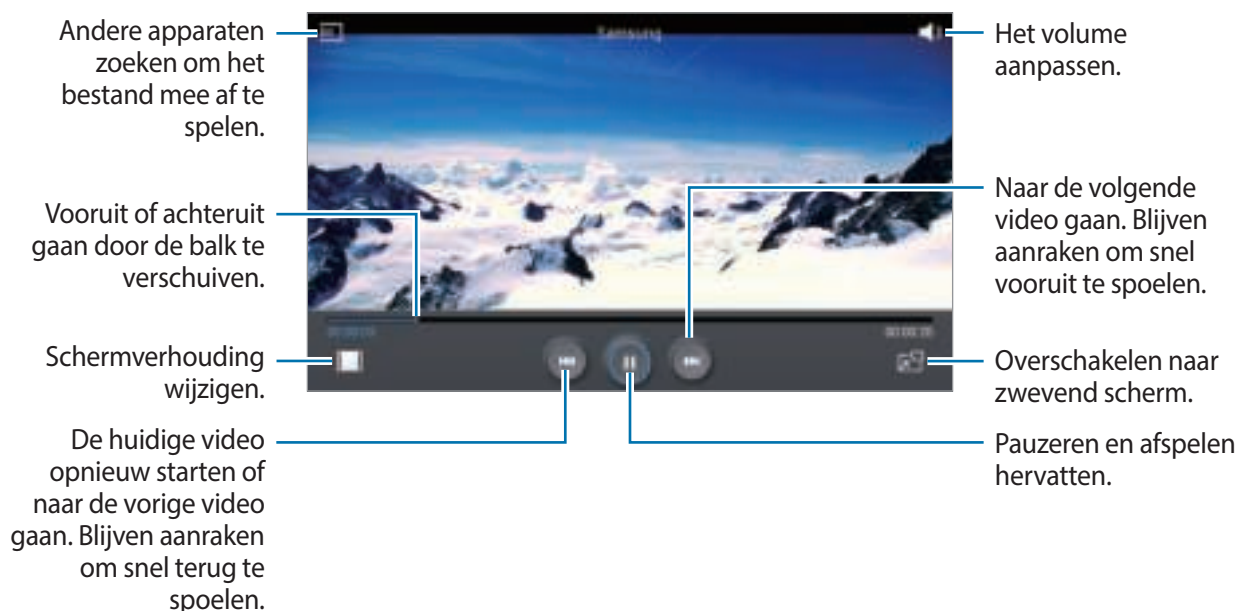 Andere apparaten
zoeken om het
bestand mee af te
spelen.
Vooruit of achteruit
gaan door de balk te
verschuiven.
Schermverhouding
wijzigen.
De huidige video
opnieuw starten of
naar de vorige video
gaan. Blijven aanraken
om snel terug te
spoelen.
Samsung
Het volume
aanpassen.
Naar de volgende
video gaan. Blijven
aanraken om snel
vooruit te spoelen.
Overschakelen naar
zwevend scherm.
Pauzeren en afspelen
hervatten.